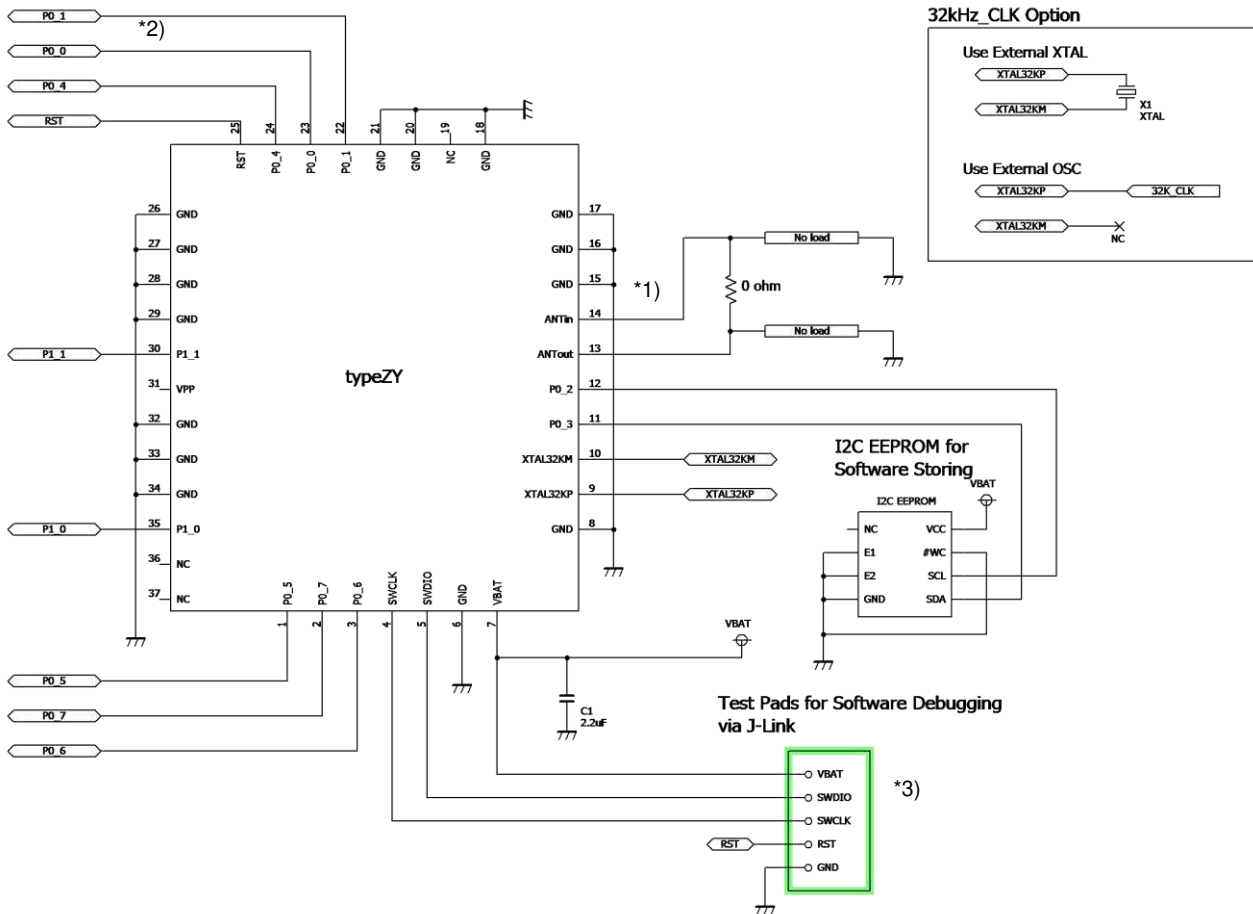 P0_1
*2)
P0_0
P0_4
RST
32kHz_CLK Option
Use External XTAL
XTAL32KP
XTAL32KM
X1
XTAL
Use External OSC
XTAL32KP
32K_CLK
XTAL32KM
NC
25
24
23
22
21
20
19
18
RST
P0_4
P0_0
P0_1
GND
GND
NC
GND
26 GND
27 GND
28 GND
29 GND
P1_1
30 P1_1
31 VPP
32 GND
33 GND
34 GND
P1_0
35 P1_0
36 NC
37 NC
typeZY
GND 17
GND 16
GND 15
ANTin 14
ANTout 13
P0_2 12
P0_3 11
XTAL32KM 10
XTAL32KP 9
GND 8
*1)
No load
0 ohm
No load
XTAL32KM
XTAL32KP
P0_5
P0_7
P0_6
SWCLK
SWDIO
GND
VBAT
1
2
3
4
5
6
7
P0_5
P0_7
P0_6
VBAT
C1
2.2uF
I2C EEPROM for
Software Storing
VBAT
I2C EEPROM
NC VCC
E1 #WC
E2 SCL
GND SDA
Test Pads for Software Debugging
via J-Link
VBAT
*3)
SWDIO
SWCLK
RST
RST
GND